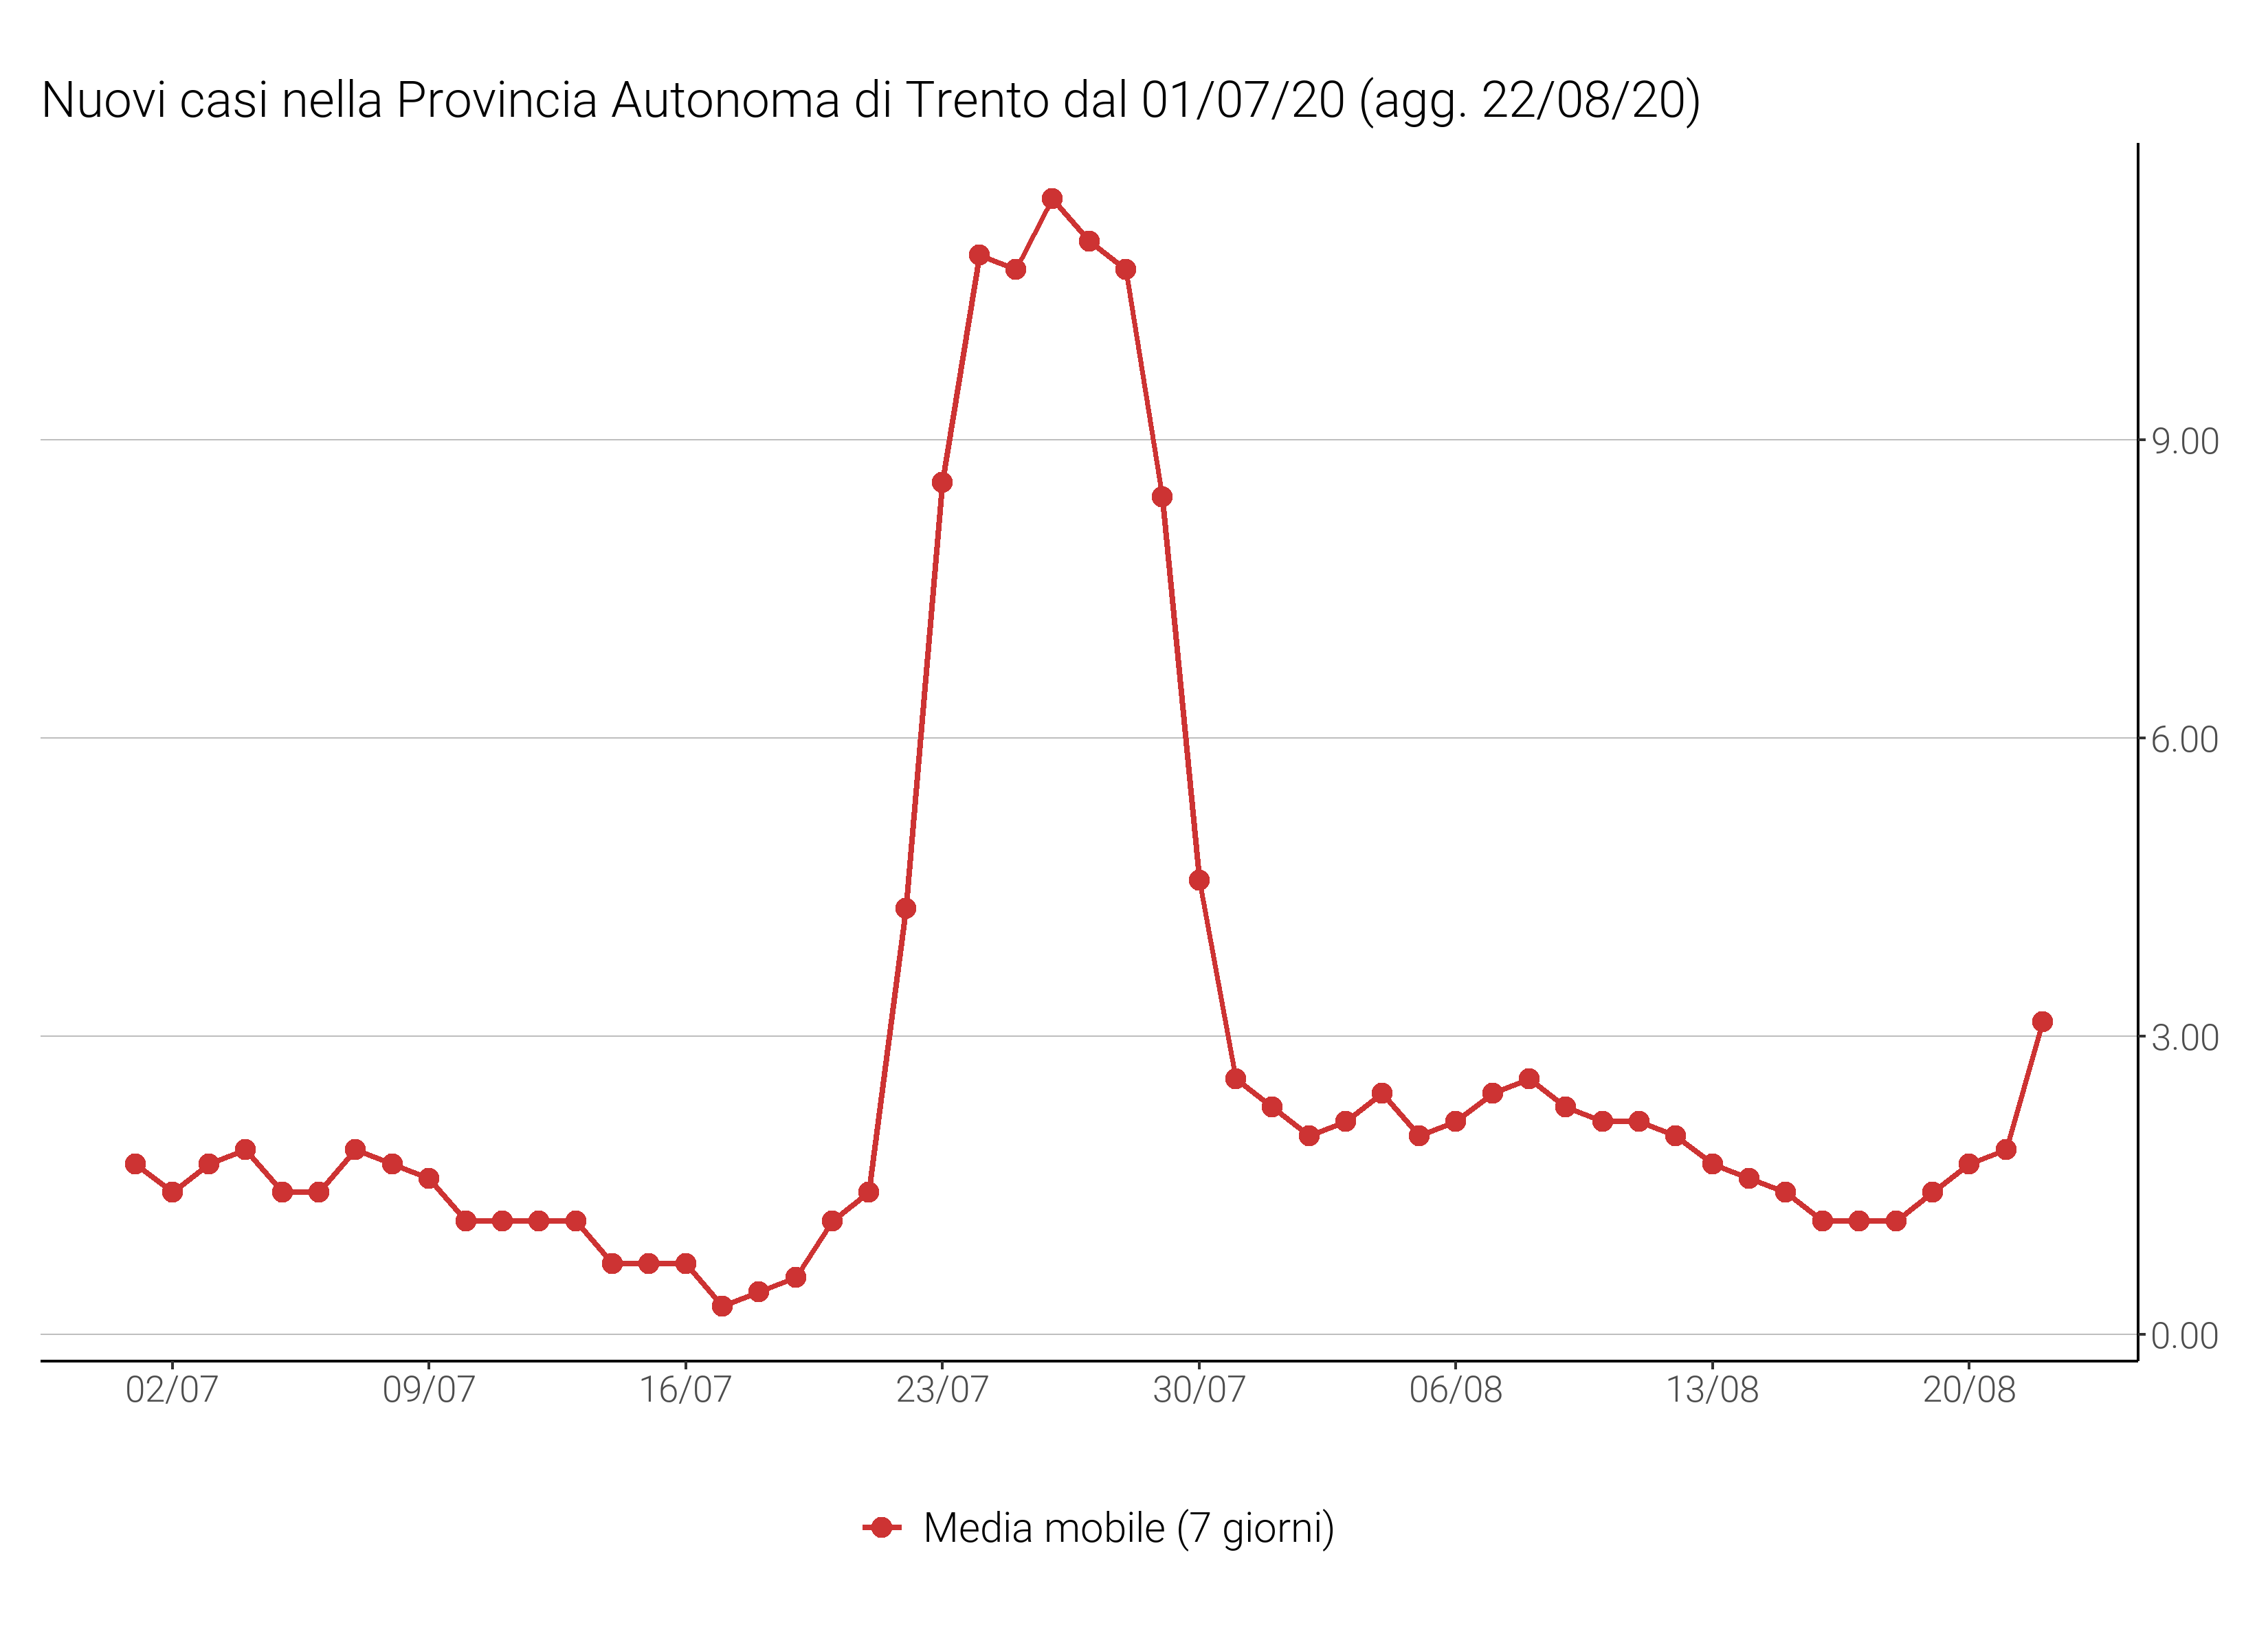 Nuovi casi nella Provincia Autonoma di Trento dal 01/07/20 (agg. 22/08/20)
9.00
6.00
3.00
0.00
02/07 09/07 16/07 23/07 30/07 06/08 13/08 20/08
Media mobile (7 giorni)